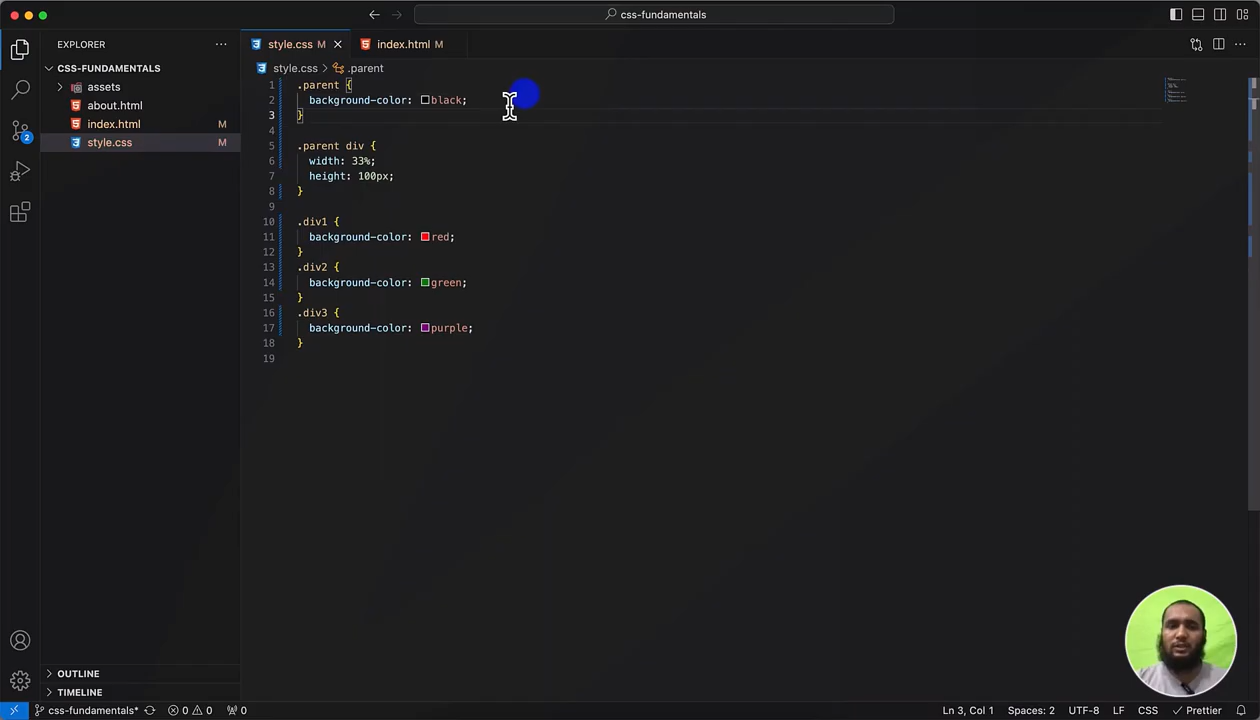 css-fundamentals
EXPLORER
style.css M
index.html M
CSS-FUNDAMENTALS
style.css > .parent
assets
about.html
index.html M
style.css M
2
1 .parent {
2 background-color: black;
3 }
4
5 .parent div {
6 width: 33%;
7 height: 100px;
8 }
9
10 .div1 {
11 background-color: red;
12 }
13 .div2 {
14 background-color: green;
15 }
16 .div3 {
17 background-color: purple;
18 }
19
OUTLINE
TIMELINE
css-fundamentals* 0 0 0 Ln 3, Col 1 Spaces: 2 UTF-8 LF CSS Prettier